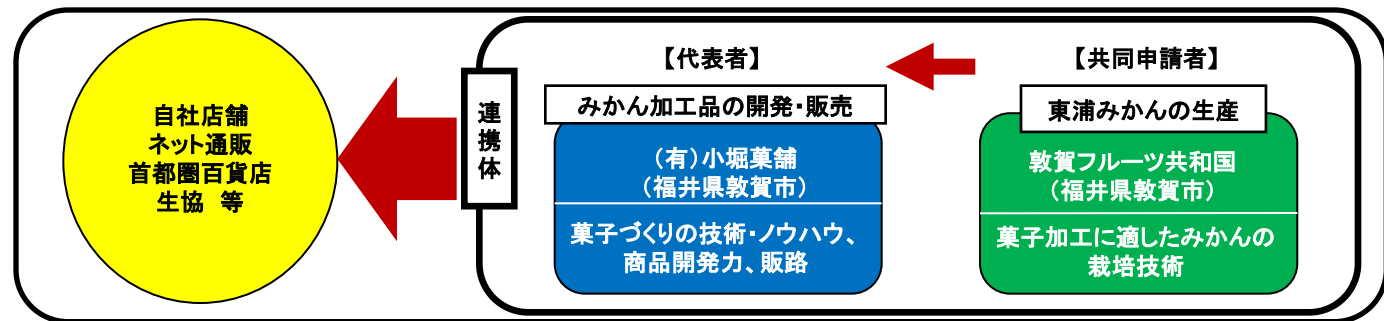 自社店舗
ネット通販
首都圏百貨店
生協　等
連
携
体
【代表者】
みかん加工品の開発・販売
（有）小堀菓舗
（福井県敦賀市）
菓子づくりの技術・ノウハウ、
商品開発力、販路
【共同申請者】
東浦みかんの生産
敦賀フルーツ共和国
（福井県敦賀市）
菓子加工に適したみかんの
栽培技術